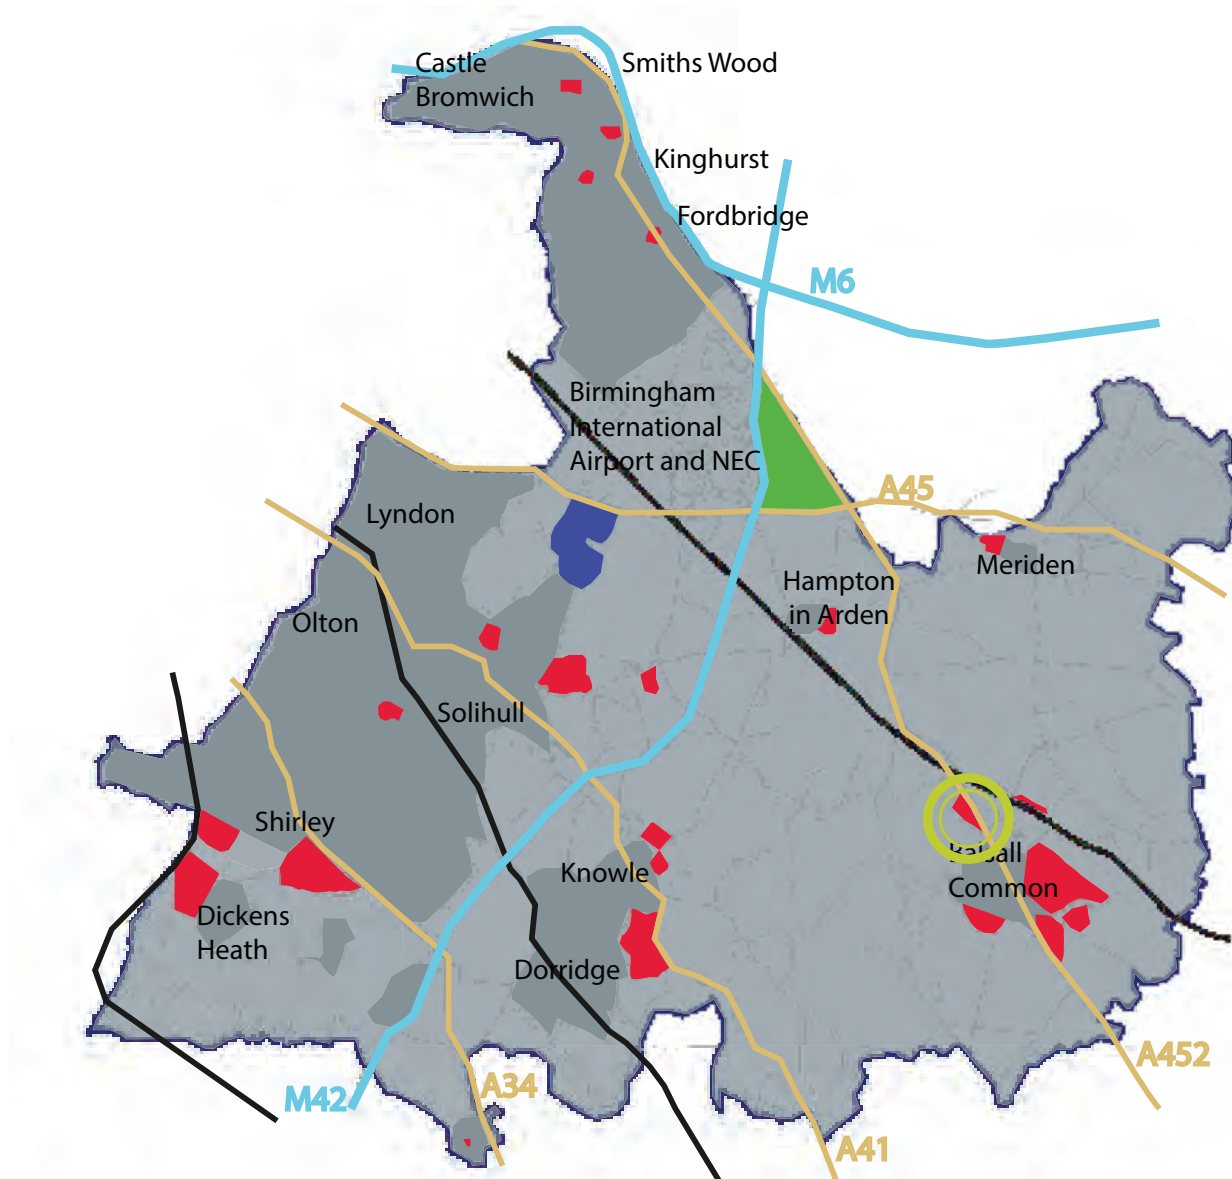 Castle
Bromwich
Smiths Wood
Kinghurst
Fordbridge
M6
Birmingham
International
Airport and NEC
A45
Lyndon
Meriden
Hampton
in Arden
Olton
Solihull
Shirley
Balsall
Common
Knowle
Dickens
Heath
Dorridge
A452
M42
A34
A41